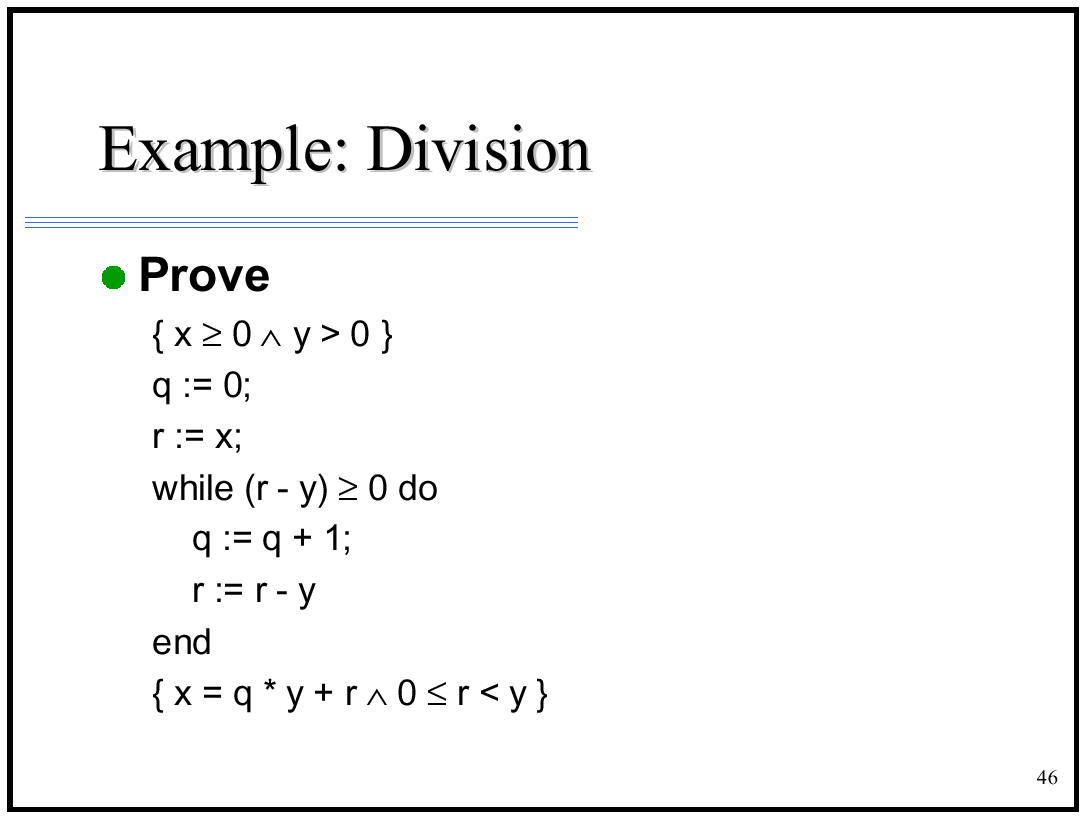 Example: Division
Prove
{ x ≥ 0 ∧ y > 0 }
q := 0;
r := x;
while (r - y) ≥ 0 do
q := q + 1;
r := r - y
end
{ x = q * y + r ∧ 0 ≤ r < y }
46